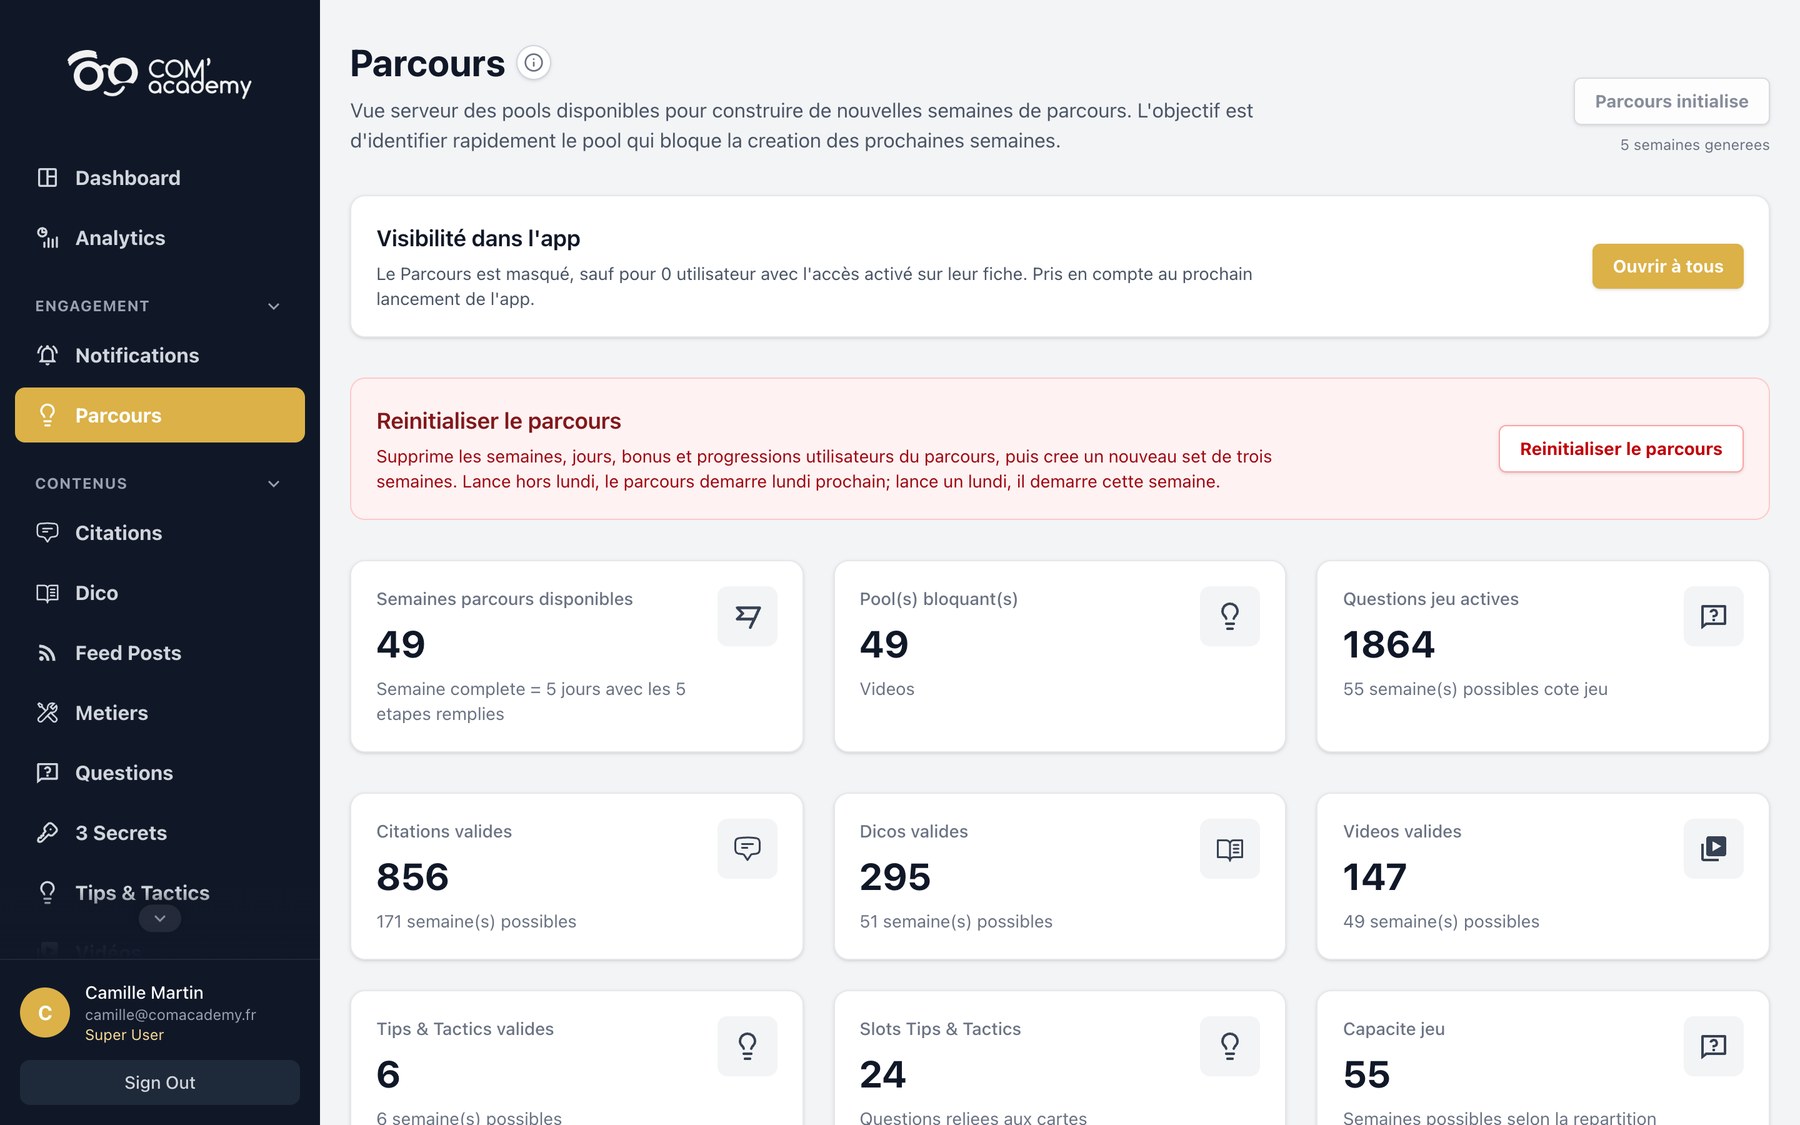 COM'
academy
Dashboard
Analytics
ENGAGEMENT
Notifications
Parcours
CONTENUS
Citations
Dico
Feed Posts
Metiers
Questions
3 Secrets
Tips & Tactics
Vidéos
Camille Martin
C
camille@comacademy.fr
Super User
Sign Out
Parcours
Vue serveur des pools disponibles pour construire de nouvelles semaines de parcours. L'objectif est
d'identifier rapidement le pool qui bloque la creation des prochaines semaines.
Parcours initialise
5 semaines generees
Visibilité dans l'app
Le Parcours est masqué, sauf pour 0 utilisateur avec l'accès activé sur leur fiche. Pris en compte au prochain
lancement de l'app.
Ouvrir à tous
Reinitialiser le parcours
Supprime les semaines, jours, bonus et progressions utilisateurs du parcours, puis cree un nouveau set de trois
semaines. Lance hors lundi, le parcours demarre lundi prochain; lance un lundi, il demarre cette semaine.
Reinitialiser le parcours
Semaines parcours disponibles
49
Semaine complete = 5 jours avec les 5
etapes remplies
Pool(s) bloquant(s)
49
Videos
Questions jeu actives
1864
55 semaine(s) possibles cote jeu
Citations valides
856
171 semaine(s) possibles
Dicos valides
295
51 semaine(s) possibles
Videos valides
147
49 semaine(s) possibles
Tips & Tactics valides
6
6 semaine(s) possibles
Slots Tips & Tactics
24
Questions reliees aux cartes
Capacite jeu
55
Semaines possibles selon la repartition